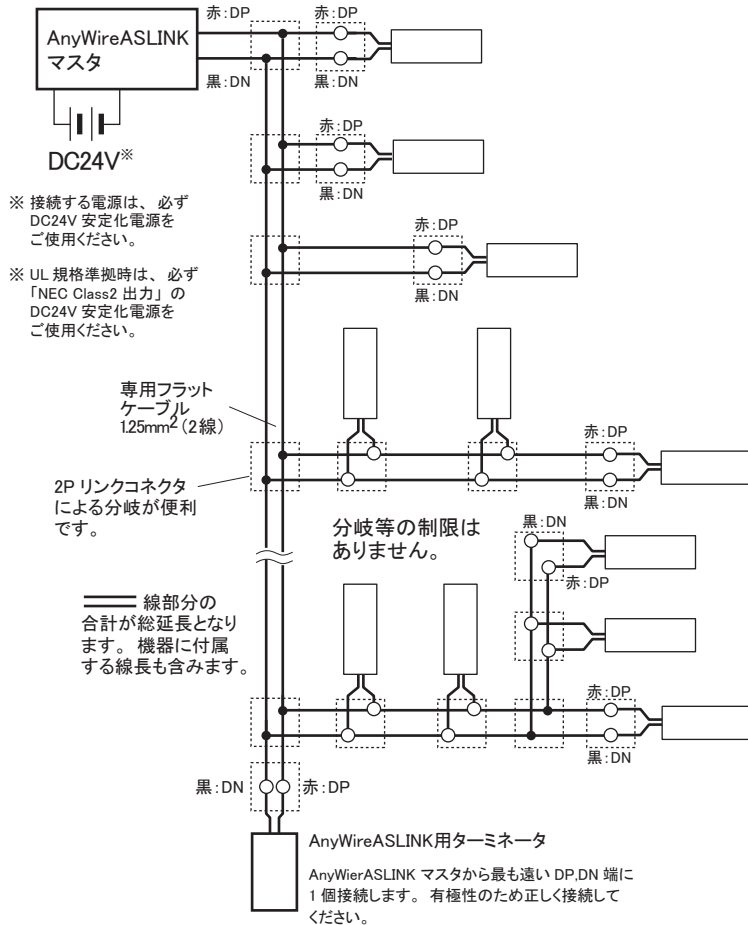 AnyWireASLINK
マスタ
赤：DP
赤：DP
黒：DN
黒：DN
DC24V※
赤：DP
黒：DN
※ 接続する電源は、 必ず
DC24V 安定化電源を
ご使用ください。
赤：DP
黒：DN
※ UL 規格準拠時は、 必ず
「NEC Class2 出力」 の
DC24V 安定化電源を
ご使用ください。
専用フラット
ケーブル
1.25mm²（2線）
赤：DP
黒：DN
2P リンクコネクタ
による分岐が便利
です。
分岐等の制限は
ありません。
黒：DN
赤：DP
線部分の
合計が総延長となり
ます。 機器に付属
する線長も含みます。
赤：DP
黒：DN
黒：DN
赤：DP
AnyWireASLINK用ターミネータ
AnyWierASLINK マスタから最も遠い DP,DN 端に
1 個接続します。 有極性のため正しく接続して
ください。